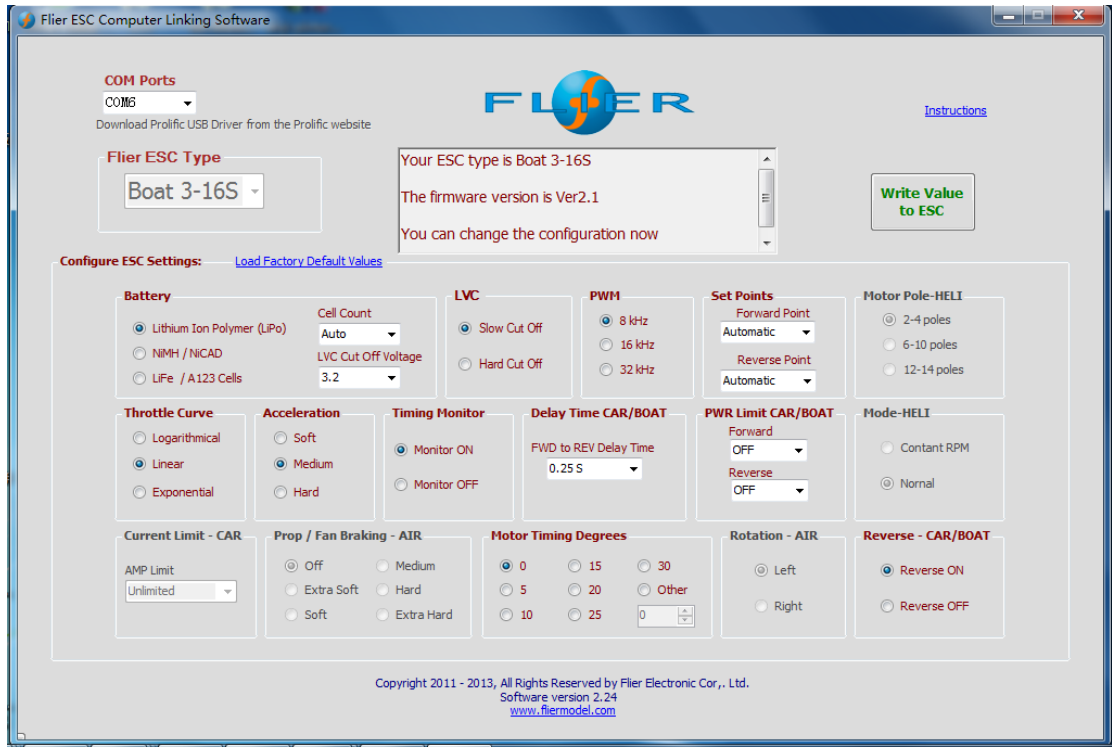 Flier ESC Computer Linking Software
COM Ports
COM6
Download Prolific USB Driver from the Prolific website
FLIER
Instructions
Flier ESC Type
Boat 3-16S
Your ESC type is Boat 3-16S
The firmware version is Ver2.1
You can change the configuration now
Write Value
to ESC
Configure ESC Settings:
Load Factory Default Values
Battery
Lithium Ion Polymer (LiPo)
NiMH / NiCAD
LiFe / A123 Cells
Cell Count
Auto
LVC Cut Off Voltage
3.2
LVC
Slow Cut Off
Hard Cut Off
PWM
8 kHz
16 kHz
32 kHz
Set Points
Forward Point
Automatic
Reverse Point
Automatic
Motor Pole-HELI
2-4 poles
6-10 poles
12-14 poles
Throttle Curve
Logarithmical
Linear
Exponential
Acceleration
Soft
Medium
Hard
Timing Monitor
Monitor ON
Monitor OFF
Delay Time CAR/BOAT
FWD to REV Delay Time
0.25 S
PWR Limit CAR/BOAT
Forward
OFF
Reverse
OFF
Mode-HELI
Contant RPM
Nornal
Current Limit - CAR
AMP Limit
Unlimited
Prop / Fan Braking - AIR
Off
Extra Soft
Soft
Medium
Hard
Extra Hard
Motor Timing Degrees
0
5
10
15
20
25
30
Other
0
Rotation - AIR
Left
Right
Reverse - CAR/BOAT
Reverse ON
Reverse OFF
Copyright 2011 - 2013, All Rights Reserved by Flier Electronic Cor,. Ltd.
Software version 2.24
www.fliermodel.com